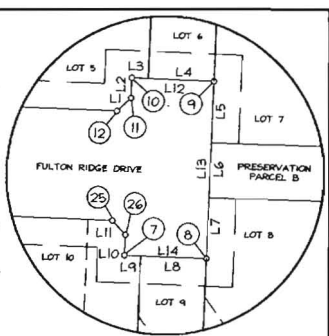 LOT 6
LOT 5
L3
L4
L2
L12
L1
10
9
L5
11
12
LOT 7
FULTON RIDGE DRIVE
L13
L6
PRESERVATION
PARCEL B
25
26
L11
7
8
L7
LOT 8
L10
L14
LOT 10
L9
L8
LOT 9